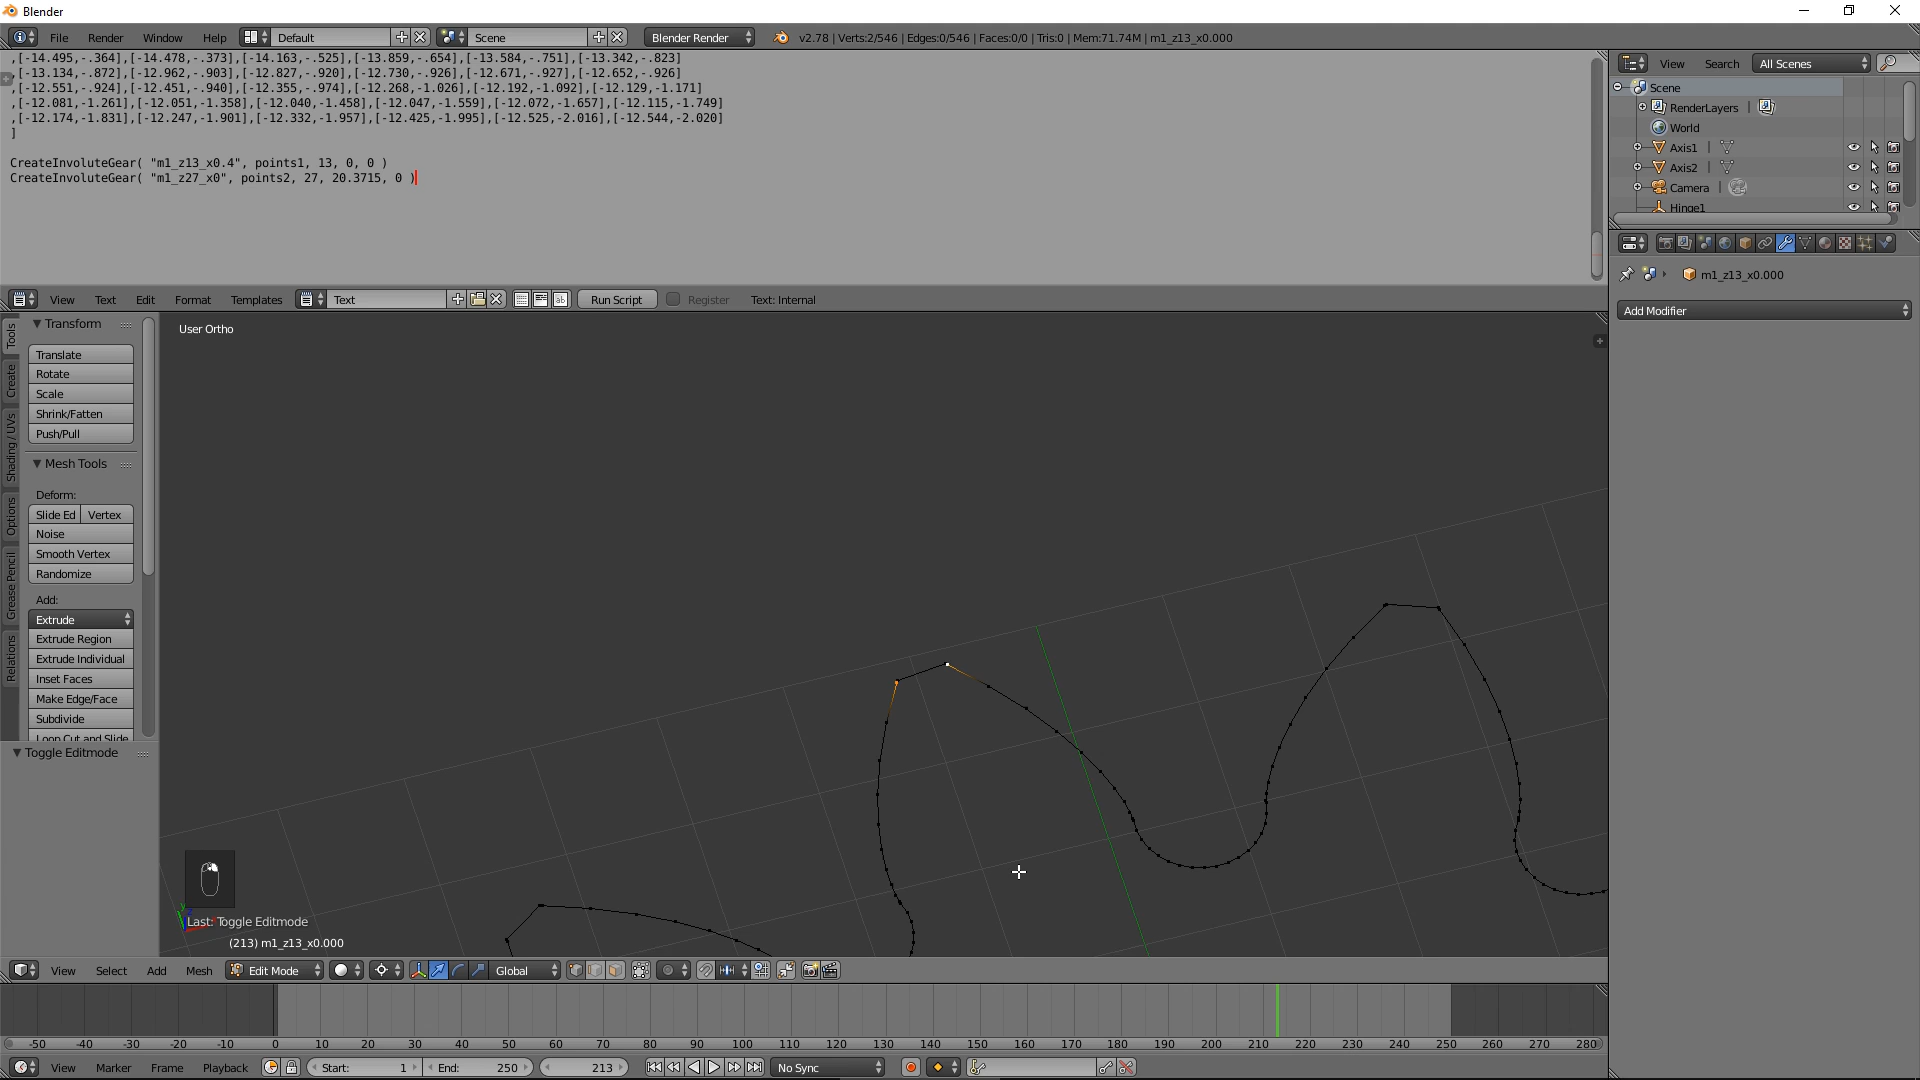 Blender
File Render Window Help Default Scene Blender Render v2.78 | Verts:2/546 | Edges:0/546 | Faces:0/0 | Tris:0 | Mem:71.74M | m1_z13_x0.000
,[-14.495,-.364],[-14.478,-.373],[-14.163,-.525],[-13.859,-.654],[-13.584,-.751],[-13.342,-.823]
,[-13.134,-.872],[-12.962,-.903],[-12.827,-.920],[-12.730,-.926],[-12.671,-.927],[-12.652,-.926]
,[-12.551,-.924],[-12.451,-.940],[-12.355,-.974],[-12.268,-1.026],[-12.192,-1.092],[-12.129,-1.171]
,[-12.081,-1.261],[-12.051,-1.358],[-12.040,-1.458],[-12.047,-1.559],[-12.072,-1.657],[-12.115,-1.749]
,[-12.174,-1.831],[-12.247,-1.901],[-12.332,-1.957],[-12.425,-1.995],[-12.525,-2.016],[-12.544,-2.020]
]
CreateInvoluteGear( "m1_z13_x0.4", points1, 13, 0, 0 )
CreateInvoluteGear( "m1_z27_x0", points2, 27, 20.3715, 0 )
View Text Edit Format Templates Text Run Script Register Text: Internal
View Search All Scenes
Scene
RenderLayers
World
Axis1
Axis2
Camera
Hinge1
m1_z13_x0.000
Add Modifier
Tools
Create
Shading / UVs
Options
Grease Pencil
Relations
Transform
Translate
Rotate
Scale
Shrink/Fatten
Push/Pull
Mesh Tools
Deform:
Slide Ed Vertex
Noise
Smooth Vertex
Randomize
Add:
Extrude
Extrude Region
Extrude Individual
Inset Faces
Make Edge/Face
Subdivide
Loop Cut and Slide
Toggle Editmode
User Ortho
Last: Toggle Editmode
(213) m1_z13_x0.000
View Select Add Mesh Edit Mode Global
-50 -40 -30 -20 -10 0 10 20 30 40 50 60 70 80 90 100 110 120 130 140 150 160 170 180 190 200 210 220 230 240 250 260 270 280
View Marker Frame Playback Start: 1 End: 250 213 No Sync